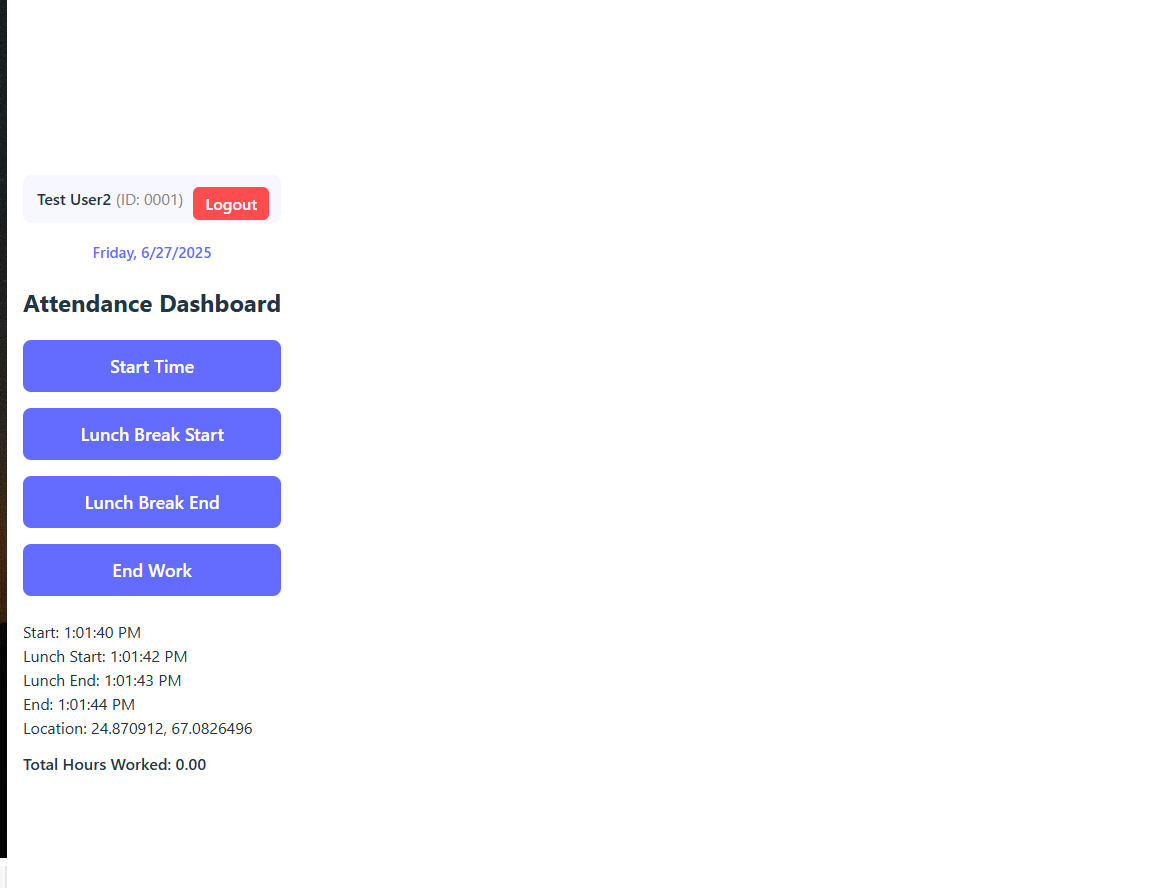 Test User2 (ID: 0001) Logout
Friday, 6/27/2025
Attendance Dashboard
Start Time
Lunch Break Start
Lunch Break End
End Work
Start: 1:01:40 PM
Lunch Start: 1:01:42 PM
Lunch End: 1:01:43 PM
End: 1:01:44 PM
Location: 24.870912, 67.0826496
Total Hours Worked: 0.00